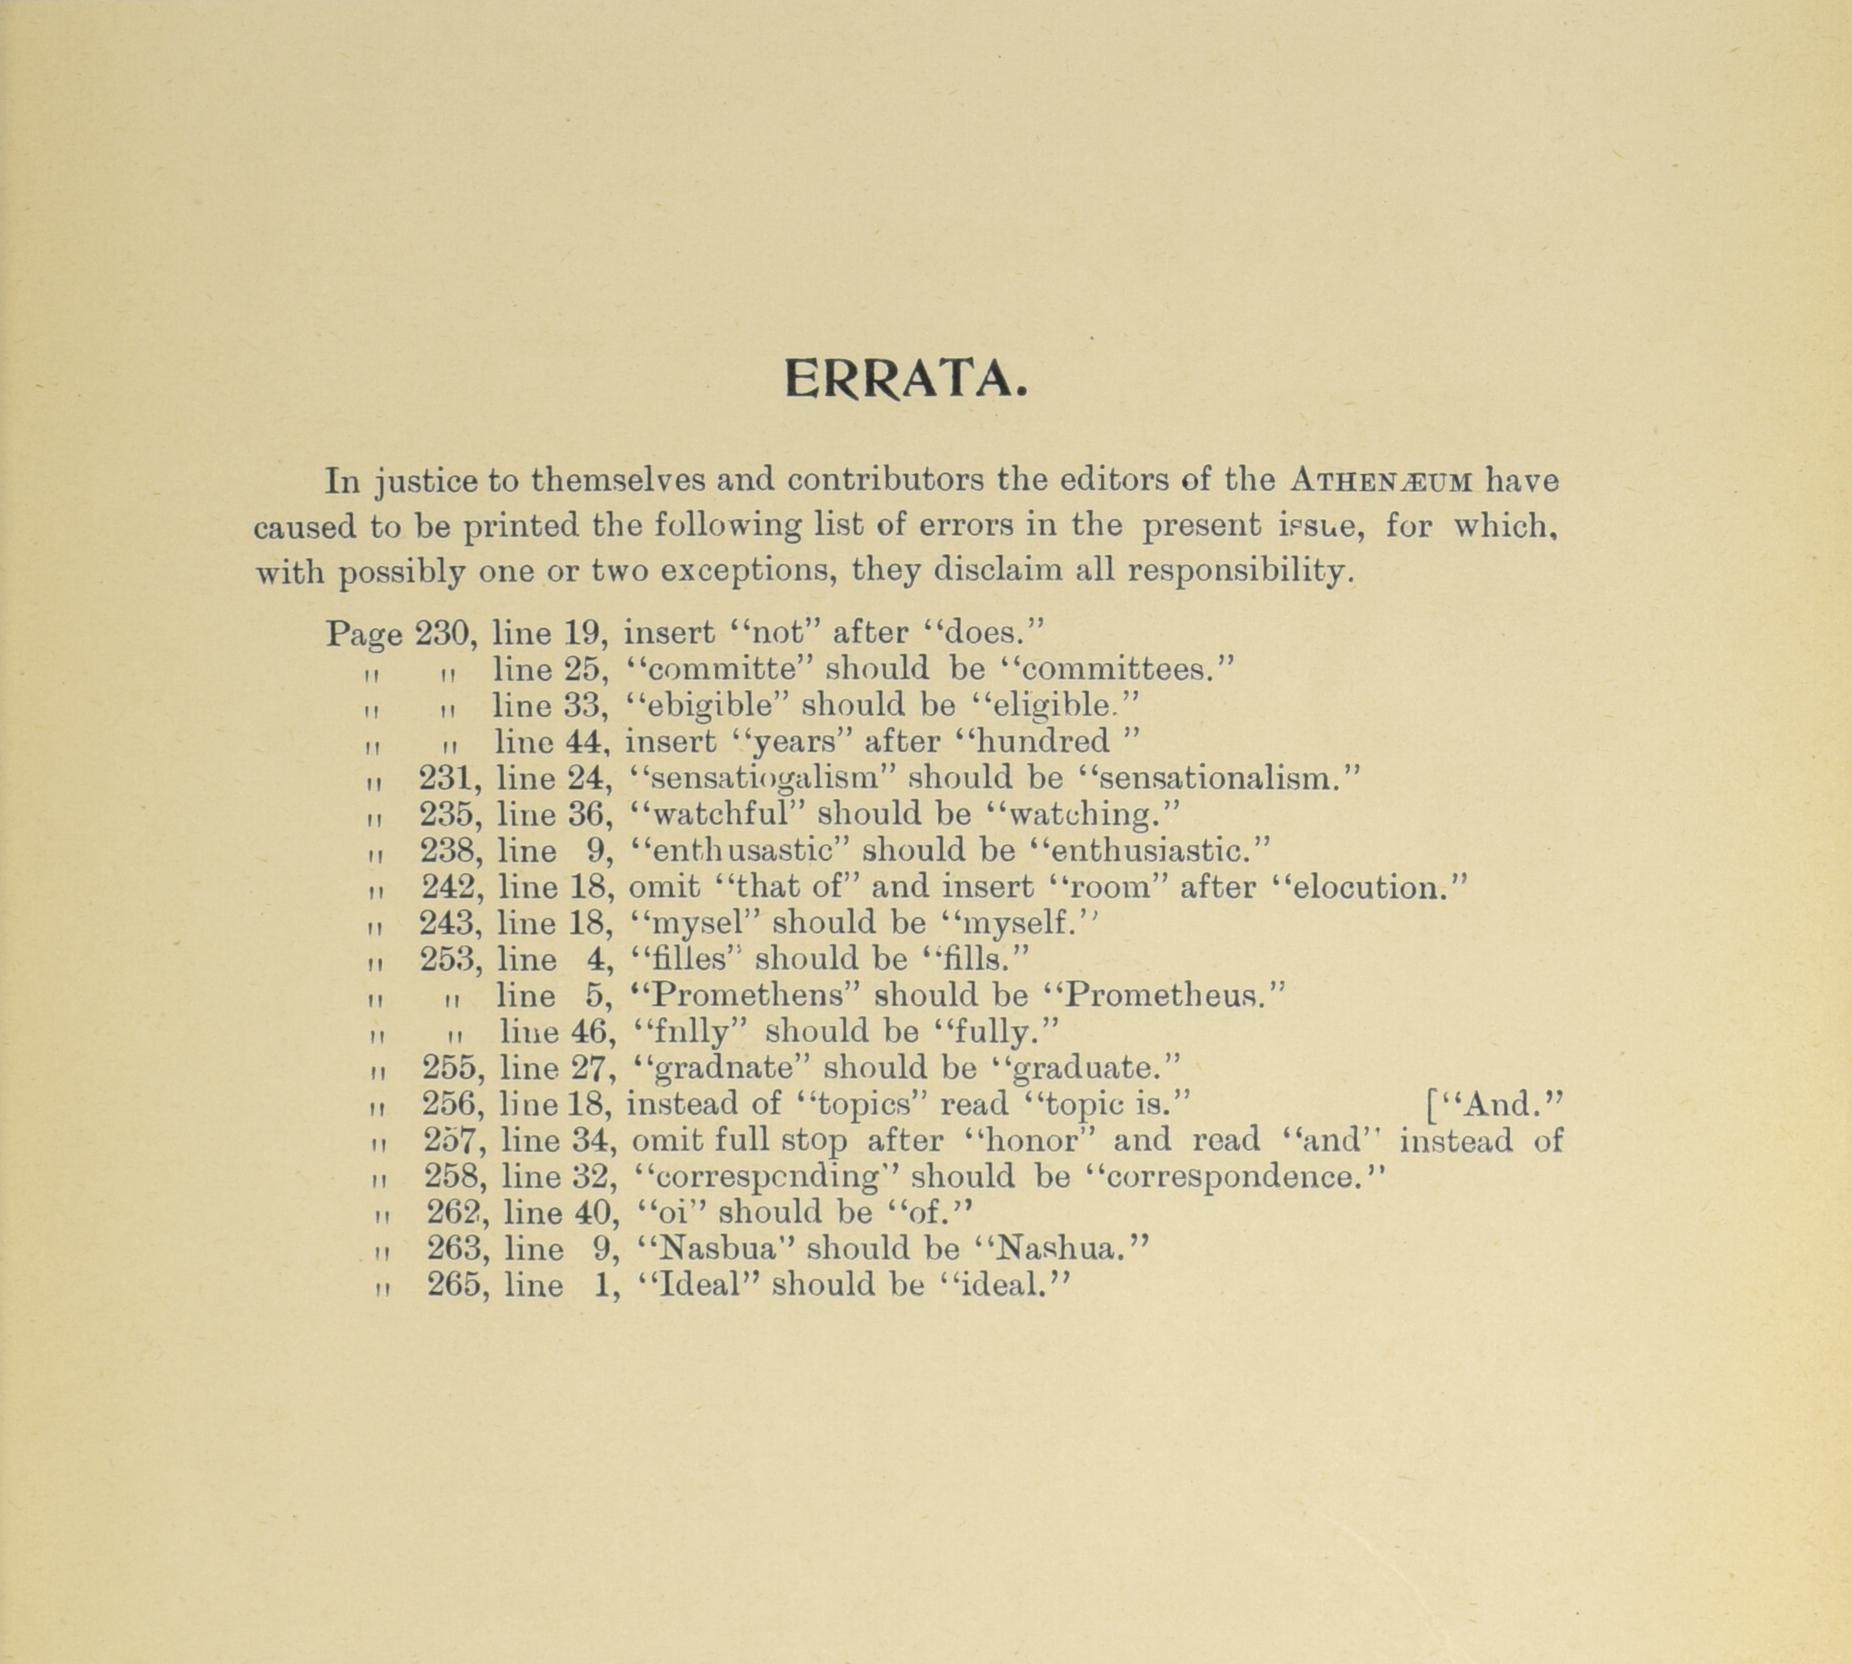 ERRATA.
In justice to themselves and contributors the editors of the ATHENÆUM have
caused to be printed the following list of errors in the present issue, for which,
with possibly one or two exceptions, they disclaim all responsibility.
Page 230, line 19, insert “not” after “does.”
" " line 25, “committe” should be “committees.”
" " line 33, “ebigible” should be “eligible.”
" " line 44, insert “years” after “hundred ”
" 231, line 24, “sensatiogalism” should be “sensationalism.”
" 235, line 36, “watchful” should be “watching.”
" 238, line 9, “enthusastic” should be “enthusiastic.”
" 242, line 18, omit “that of” and insert “room” after “elocution.”
" 243, line 18, “mysel” should be “myself.”
" 253, line 4, “filles” should be “fills.”
" " line 5, “Promethens” should be “Prometheus.”
" " line 46, “fnlly” should be “fully.”
" 255, line 27, “gradnate” should be “graduate.”
" 256, line 18, instead of “topics” read “topic is.” [“And.”
" 257, line 34, omit full stop after “honor” and read “and” instead of
" 258, line 32, “correspcnding” should be “correspondence.”
" 262, line 40, “oi” should be “of.”
" 263, line 9, “Nasbua” should be “Nashua.”
" 265, line 1, “Ideal” should be “ideal.”